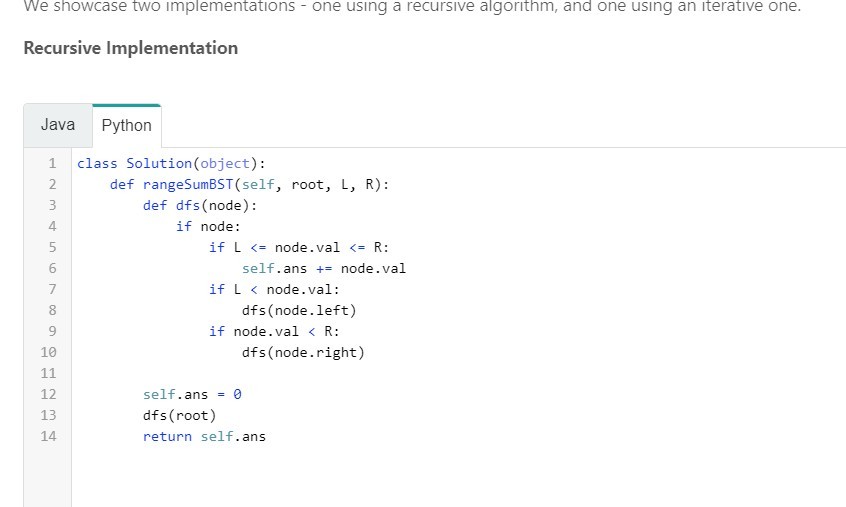 We showcase two implementations - one using a recursive algorithm, and one using an iterative one.
Recursive Implementation
Java Python
1 class Solution(object):
2     def rangeSumBST(self, root, L, R):
3         def dfs(node):
4             if node:
5                 if L <= node.val <= R:
6                     self.ans += node.val
7                 if L < node.val:
8                     dfs(node.left)
9                 if node.val < R:
10                     dfs(node.right)
11
12         self.ans = 0
13         dfs(root)
14         return self.ans